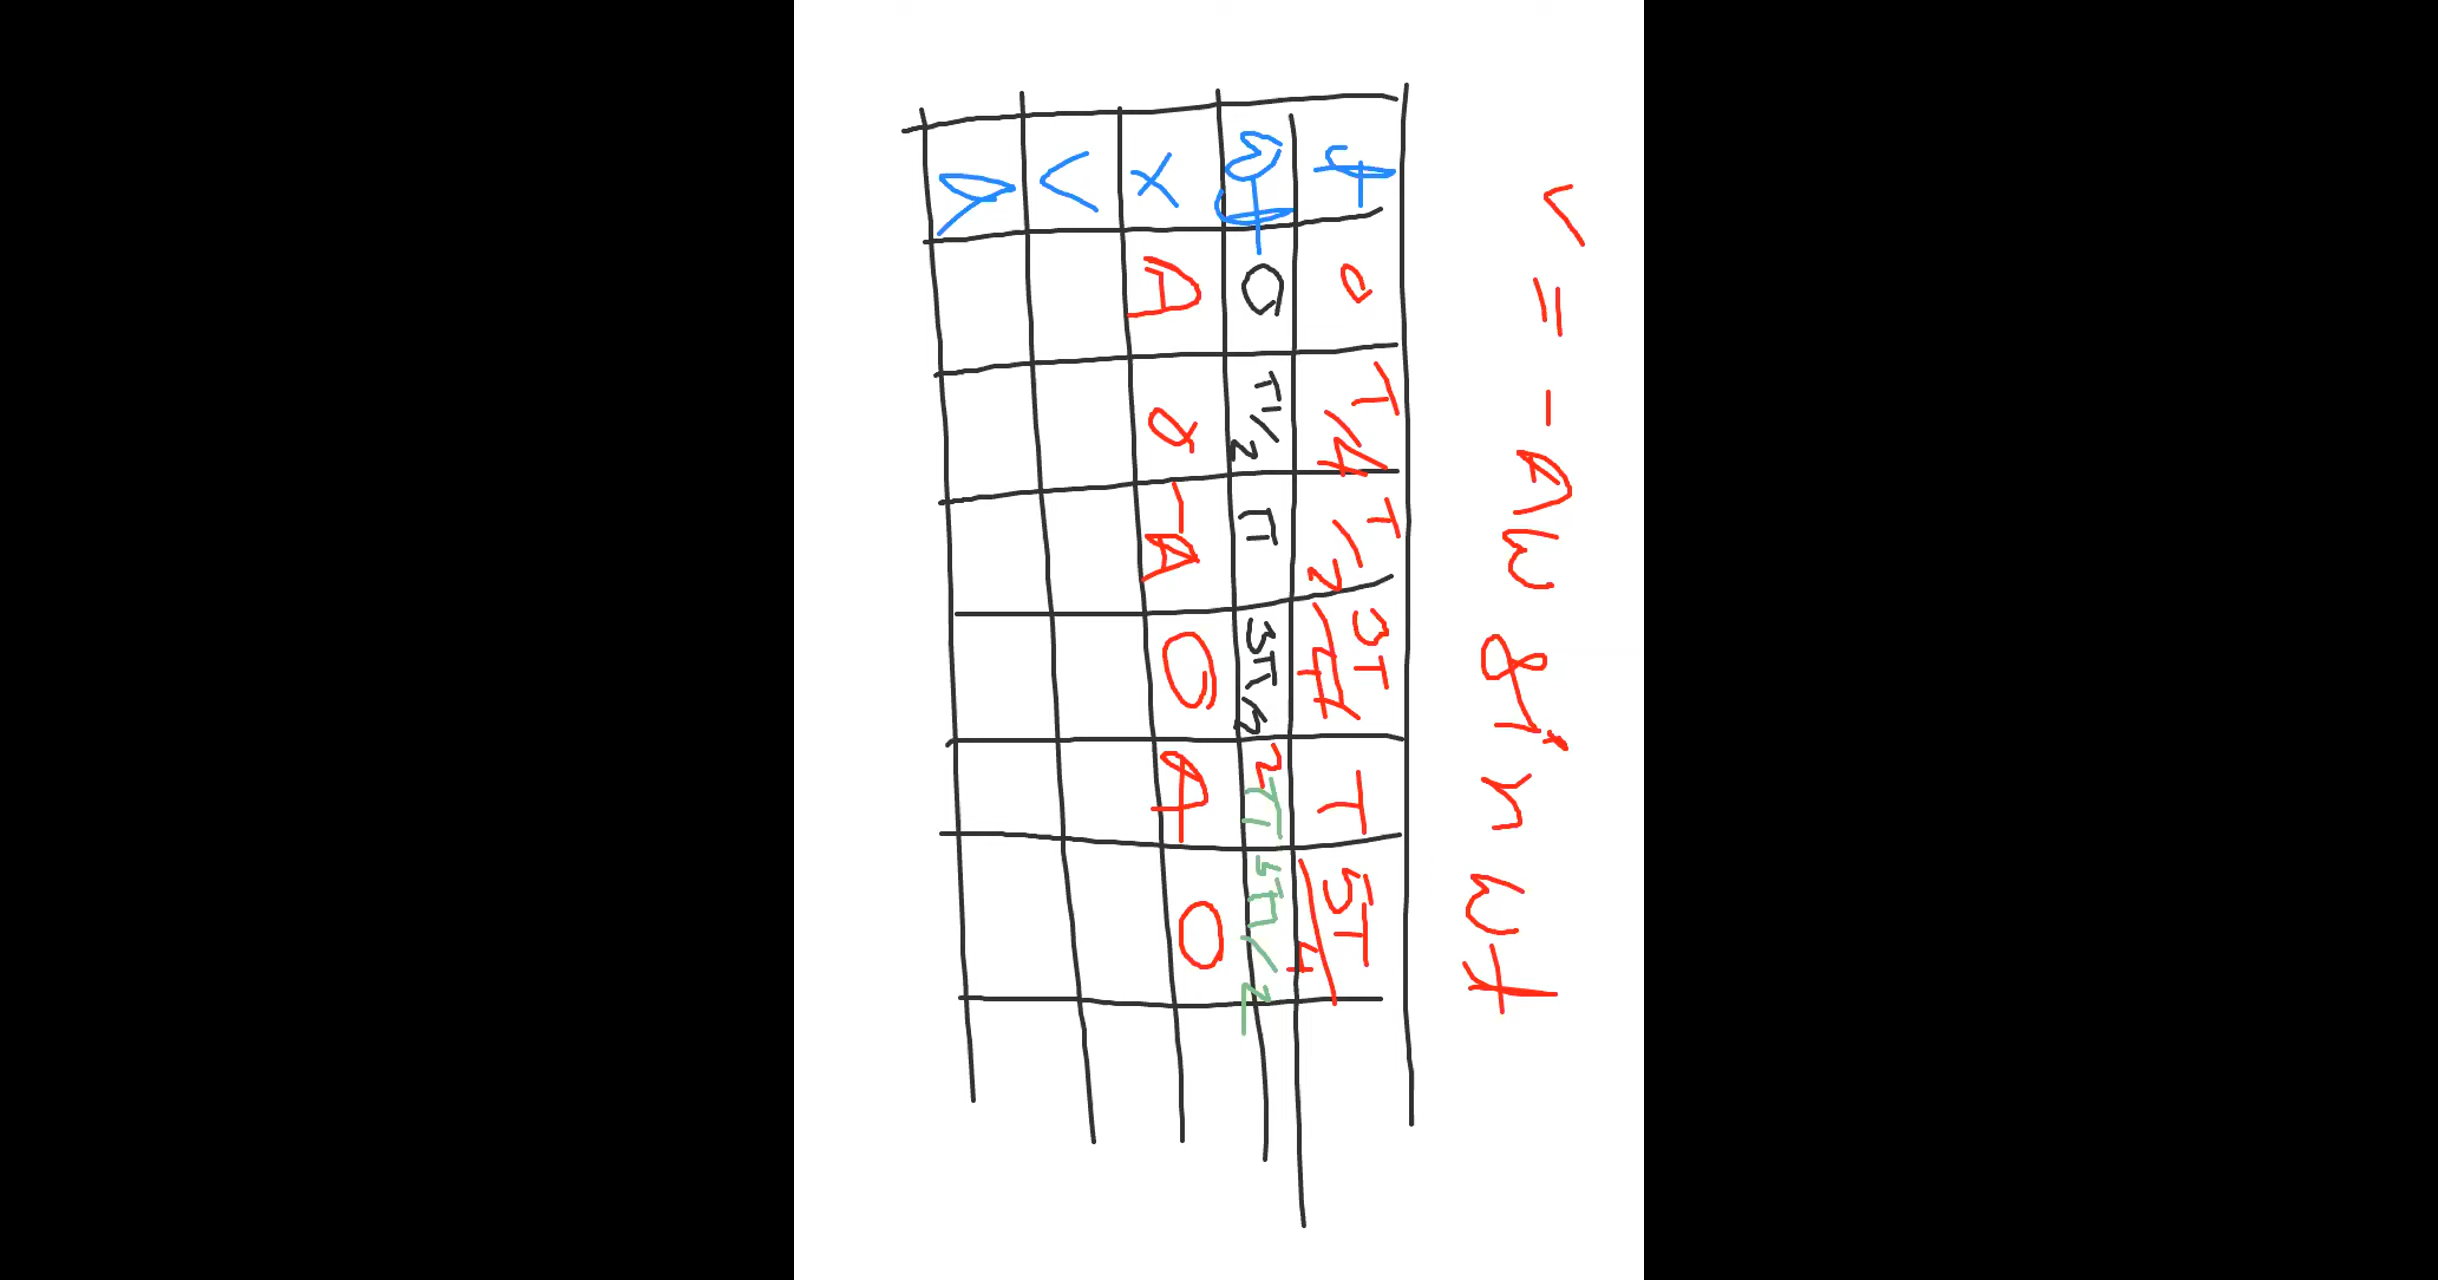 v = - Aω sin ωt
t 0 T/4 T/2 3T/4 T 5T/4
ωt 0 π/2 π 3π/2 2π 5π/2
x A 0 -A 0 A 0
v
a